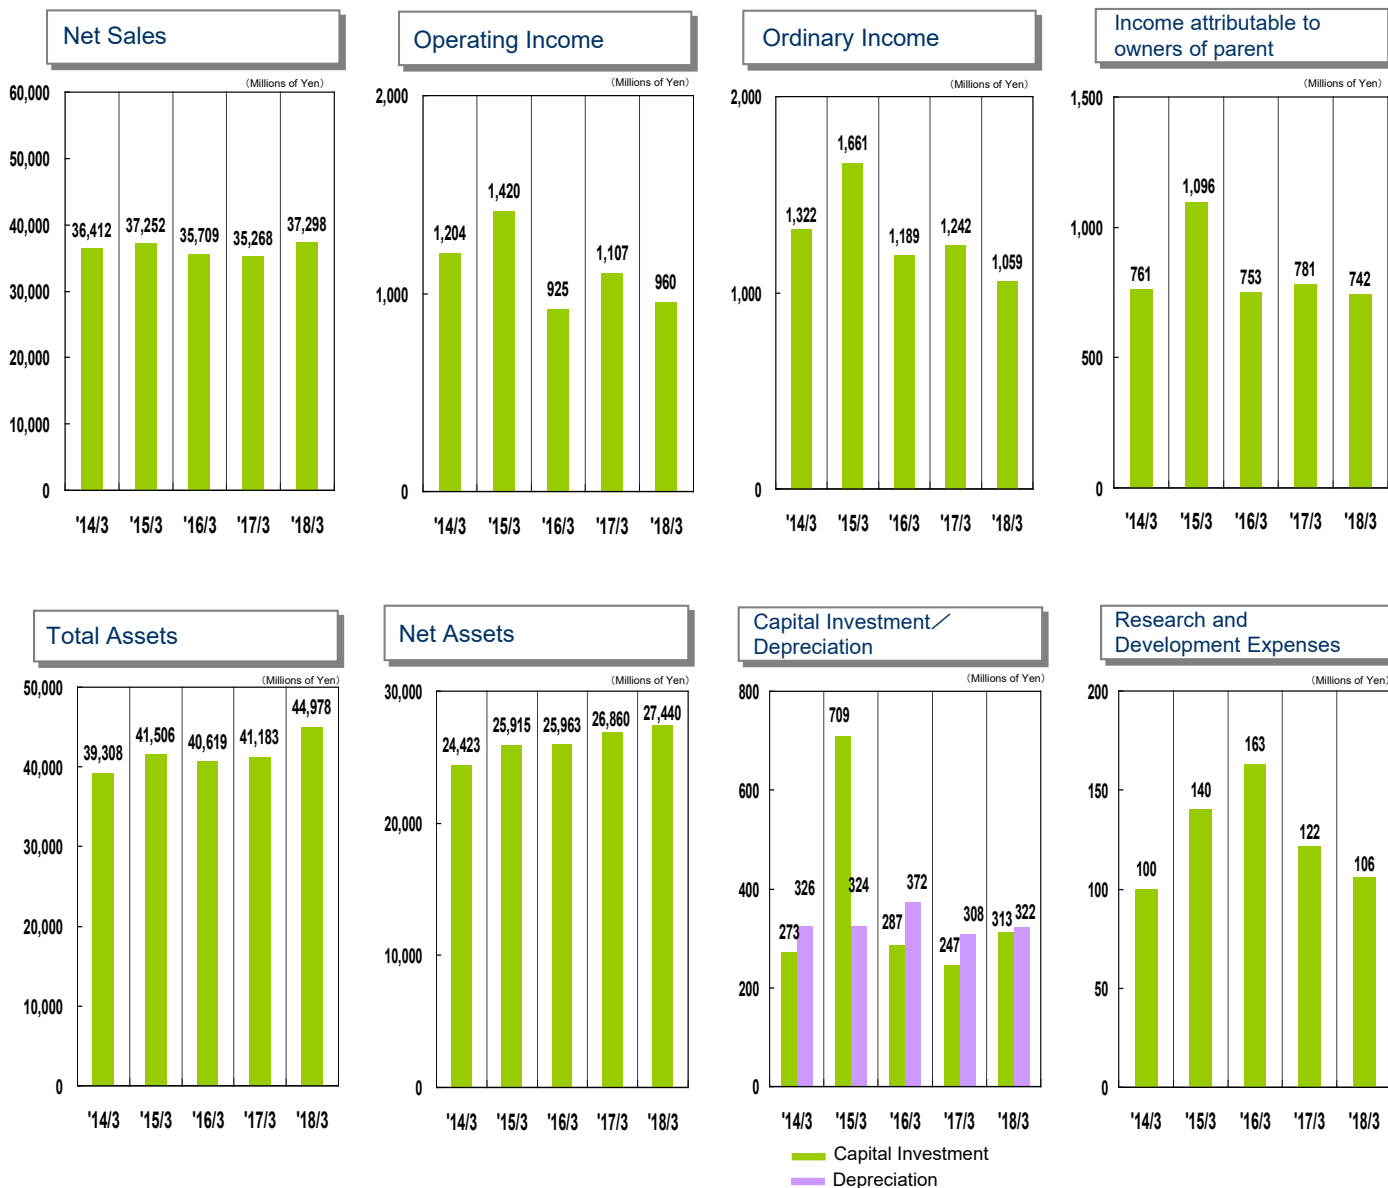 Net Sales
(Millions of Yen)
60,000
50,000
40,000
30,000
20,000
10,000
0
36,412
37,252
35,709
35,268
37,298
'14/3 '15/3 '16/3 '17/3 '18/3
Operating Income
(Millions of Yen)
2,000
1,000
0
1,204
1,420
925
1,107
960
'14/3 '15/3 '16/3 '17/3 '18/3
Ordinary Income
(Millions of Yen)
2,000
1,000
0
1,322
1,661
1,189
1,242
1,059
'14/3 '15/3 '16/3 '17/3 '18/3
Income attributable to
owners of parent
(Millions of Yen)
1,500
1,000
500
0
761
1,096
753
781
742
'14/3 '15/3 '16/3 '17/3 '18/3
Total Assets
(Millions of Yen)
50,000
40,000
30,000
20,000
10,000
0
39,308
41,506
40,619
41,183
44,978
'14/3 '15/3 '16/3 '17/3 '18/3
Net Assets
(Millions of Yen)
30,000
20,000
10,000
0
24,423
25,915
25,963
26,860
27,440
'14/3 '15/3 '16/3 '17/3 '18/3
Capital Investment／
Depreciation
(Millions of Yen)
800
600
400
200
0
273
326
709
324
287
372
247
308
313
322
'14/3 '15/3 '16/3 '17/3 '18/3
Capital Investment
Depreciation
Research and
Development Expenses
(Millions of Yen)
200
150
100
50
0
100
140
163
122
106
'14/3 '15/3 '16/3 '17/3 '18/3